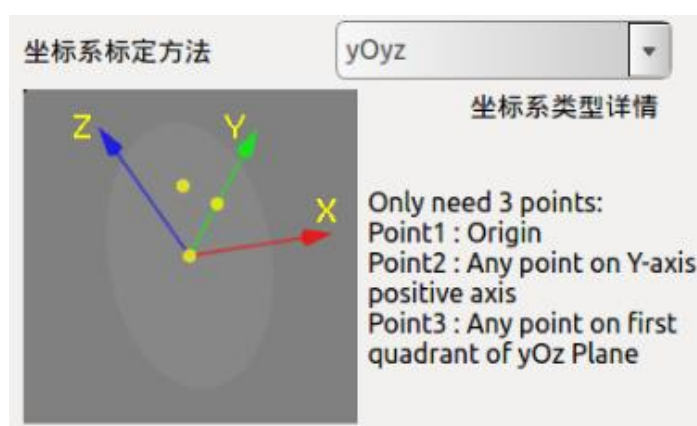 坐标系标定方法
yOyz
坐标系类型详情
Z
Y
X
Only need 3 points:
Point1 : Origin
Point2 : Any point on Y-axis
positive axis
Point3 : Any point on first
quadrant of yOz Plane